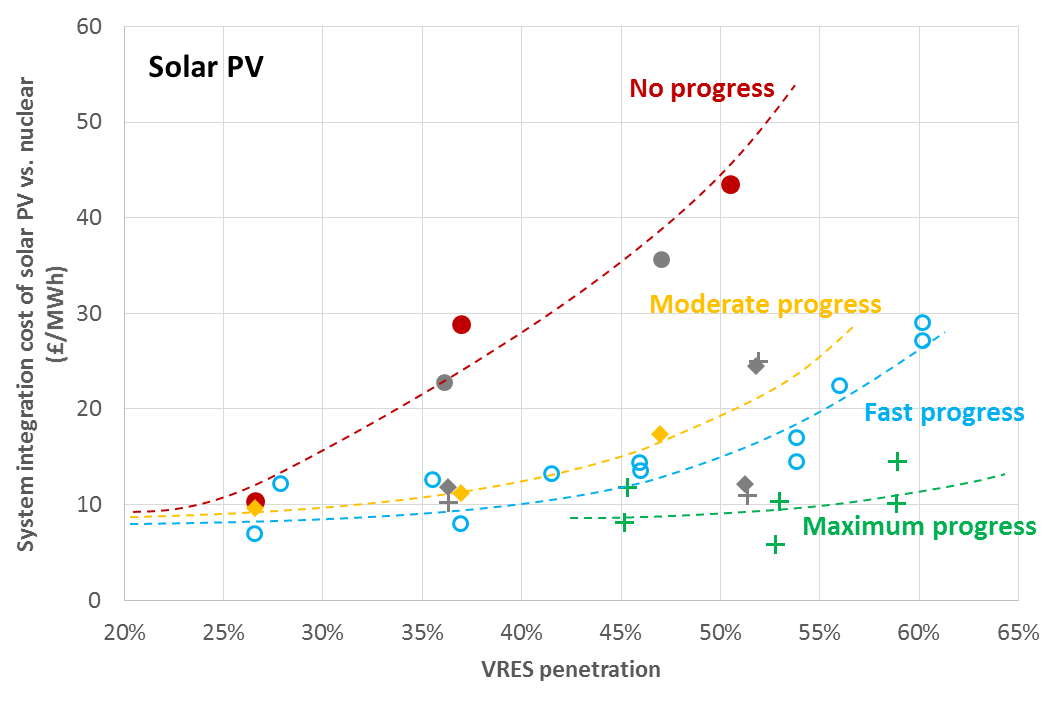 Solar PV
No progress
Moderate progress
Fast progress
Maximum progress
System integration cost of solar PV vs. nuclear
(£/MWh)
60
50
40
30
20
10
0
20%
25%
30%
35%
40%
45%
50%
55%
60%
65%
VRES penetration